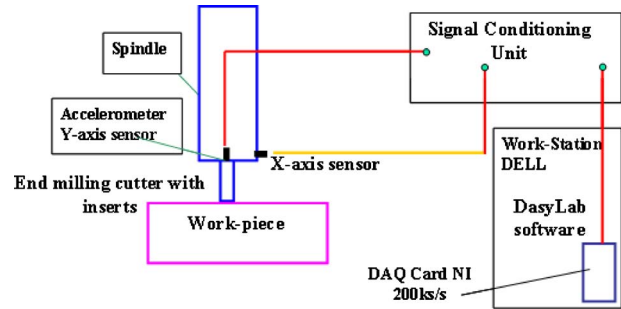 Signal Conditioning
Unit
Spindle
Accelerometer
Y-axis sensor
X-axis sensor
End milling cutter with
inserts
Work-piece
Work-Station
DELL
DasyLab
software
DAQ Card NI
200ks/s